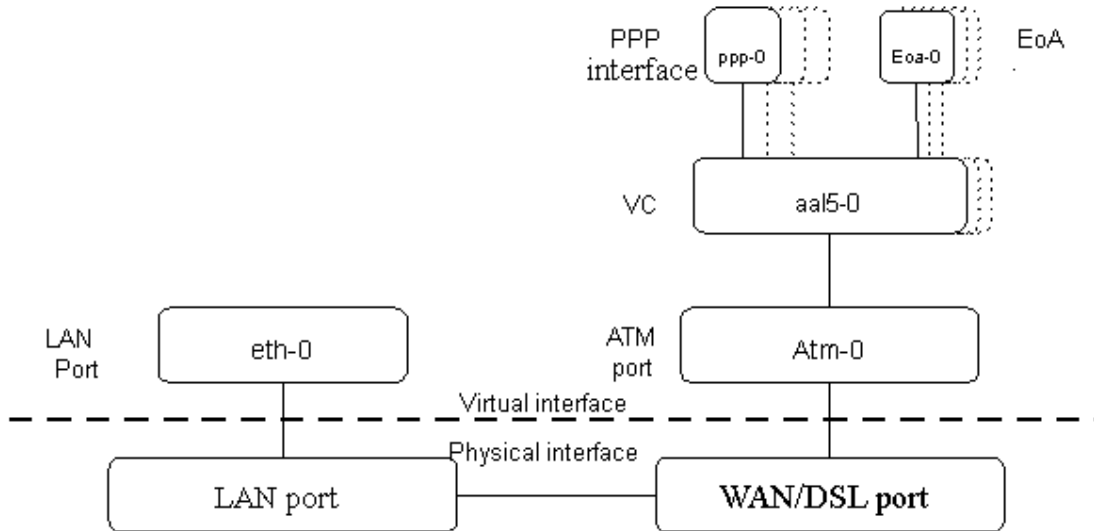 PPP
interface
ppp-0
Eoa-0
EoA
VC
aal5-0
LAN
Port
eth-0
ATM
port
Atm-0
Virtual interface
Physical interface
LAN port
WAN/DSL port